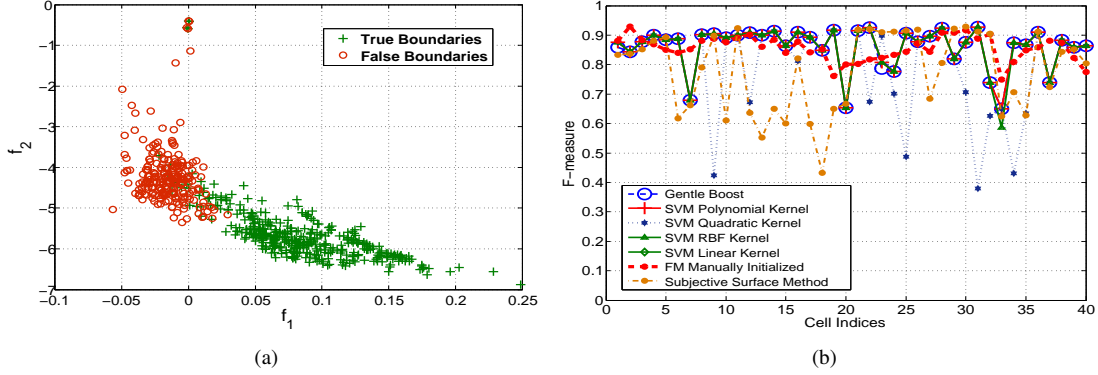 0
−1
−2
−3
−4
−5
−6
−7
f2
−0.1
−0.05
0
0.05
0.1
0.15
0.2
0.25
f1
True Boundaries
False Boundaries
(a)
1
0.9
0.8
0.7
0.6
0.5
0.4
0.3
0.2
0.1
0
F−measure
0
5
10
15
20
25
30
35
40
Cell Indices
Gentle Boost
SVM Polynomial Kernel
SVM Quadratic Kernel
SVM RBF Kernel
SVM Linear Kernel
FM Manually Initialized
Subjective Surface Method
(b)